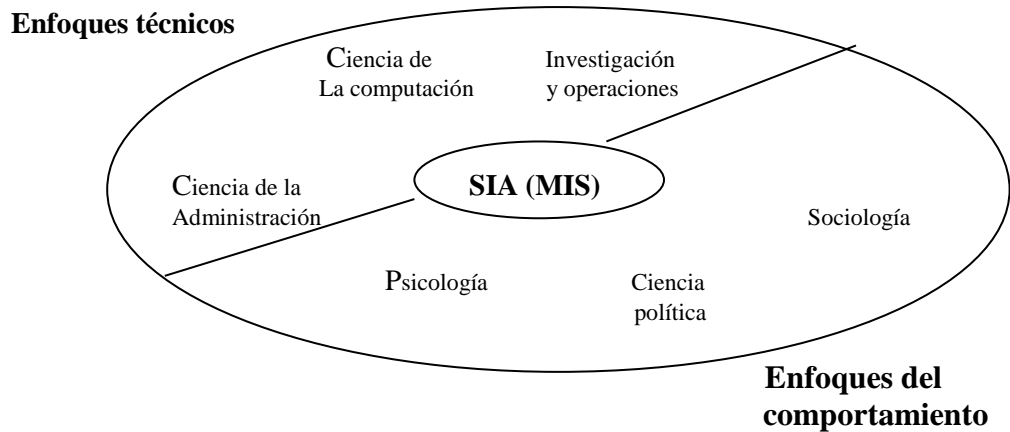 Enfoques técnicos
Ciencia de
La computación
Investigación
y operaciones
Ciencia de la
Administración
SIA (MIS)
Sociología
Psicología
Ciencia
política
Enfoques del
comportamiento